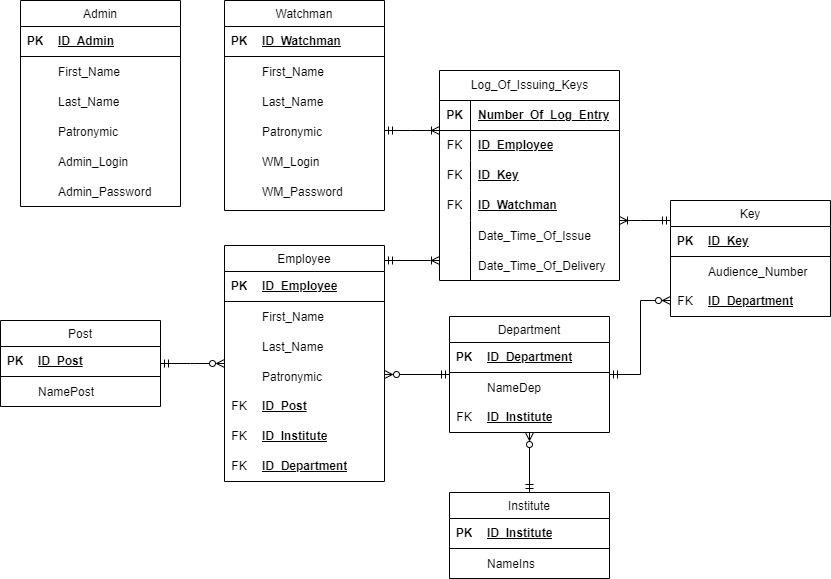 Admin
PK ID_Admin
First_Name
Last_Name
Patronymic
Admin_Login
Admin_Password
Watchman
PK ID_Watchman
First_Name
Last_Name
Patronymic
WM_Login
WM_Password
Log_Of_Issuing_Keys
PK Number_Of_Log_Entry
FK ID_Employee
FK ID_Key
FK ID_Watchman
Date_Time_Of_Issue
Date_Time_Of_Delivery
Key
PK ID_Key
Audience_Number
FK ID_Department
Employee
PK ID_Employee
First_Name
Last_Name
Patronymic
FK ID_Post
FK ID_Institute
FK ID_Department
Post
PK ID_Post
NamePost
Department
PK ID_Department
NameDep
FK ID_Institute
Institute
PK ID_Institute
NameIns